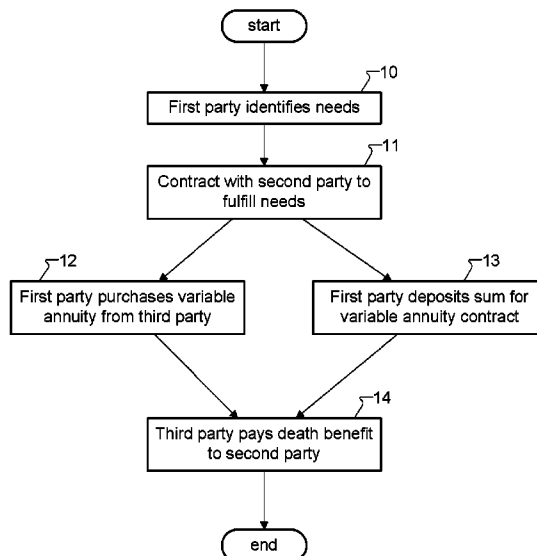 start
10
First party identifies needs
11
Contract with second party to
fulfill needs
12
First party purchases variable
annuity from third party
13
First party deposits sum for
variable annuity contract
14
Third party pays death benefit
to second party
end